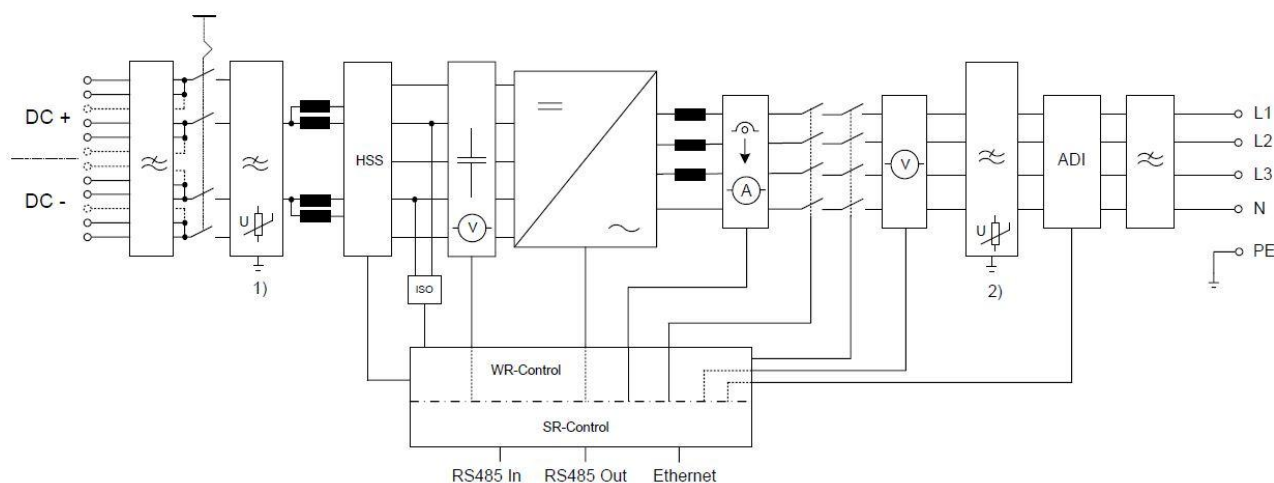 DC +
DC -
HSS
V
U
1)
ISO
A
V
U
2)
ADI
L1
L2
L3
N
PE
WR-Control
SR-Control
RS485 In
RS485 Out
Ethernet